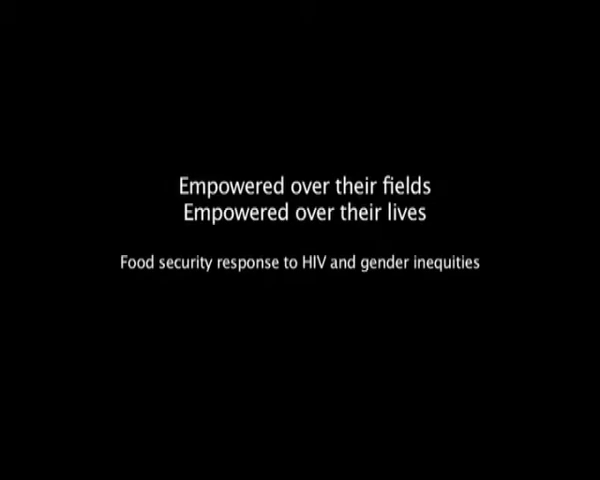 Empowered over their fields
Empowered over their lives
Food security response to HIV and gender inequities